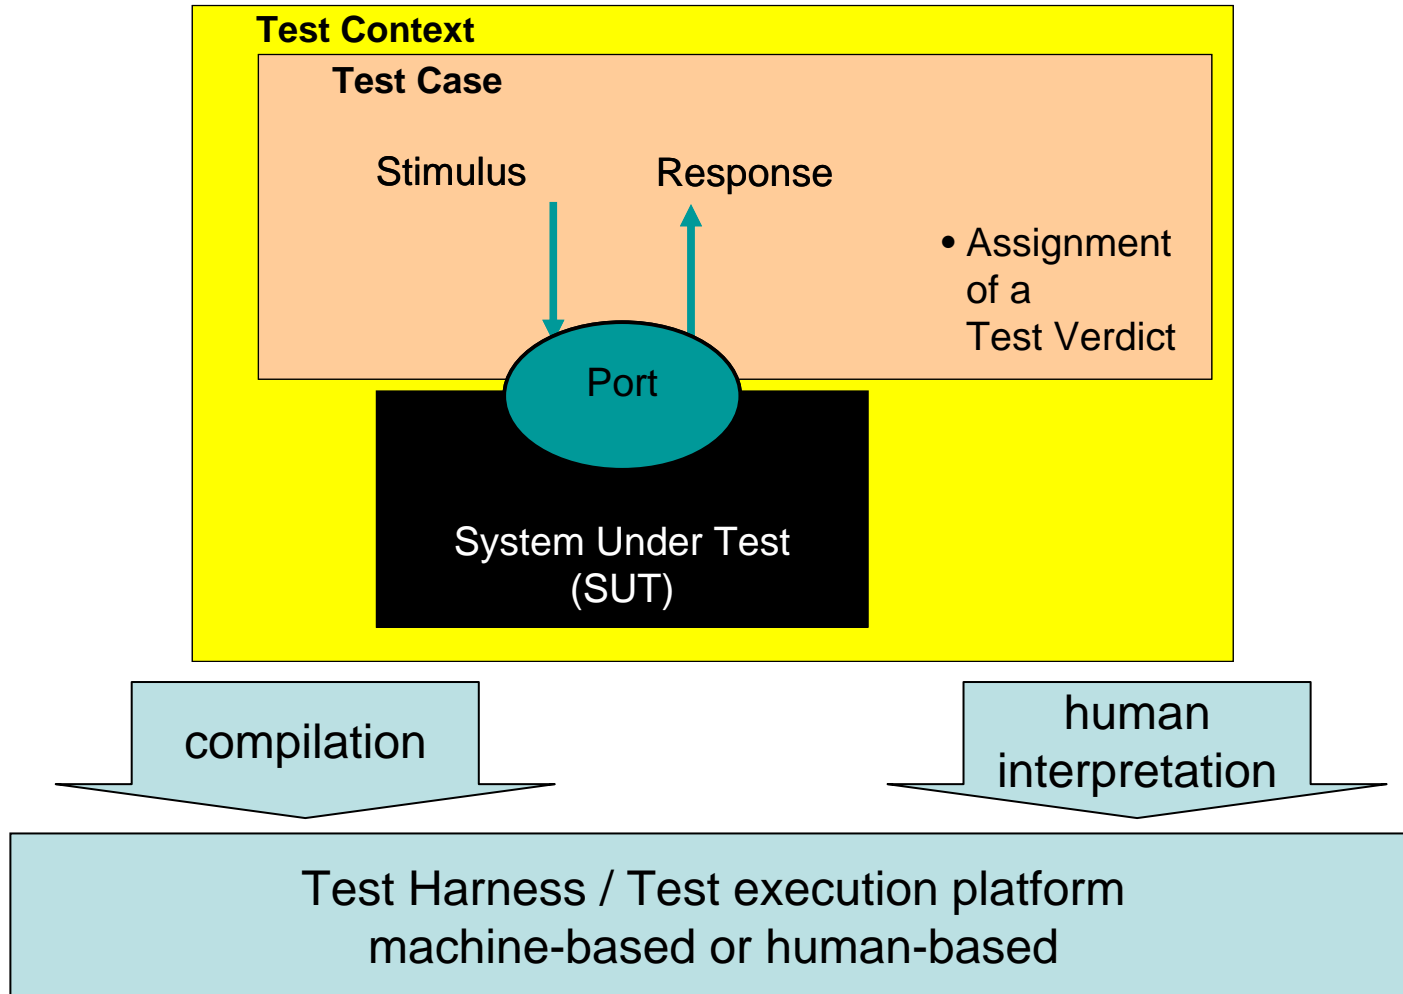 Test Context
Test Case
Stimulus
Response
• Assignment
of a
Test Verdict
Port
System Under Test
(SUT)
compilation
human
interpretation
Test Harness / Test execution platform
machine-based or human-based